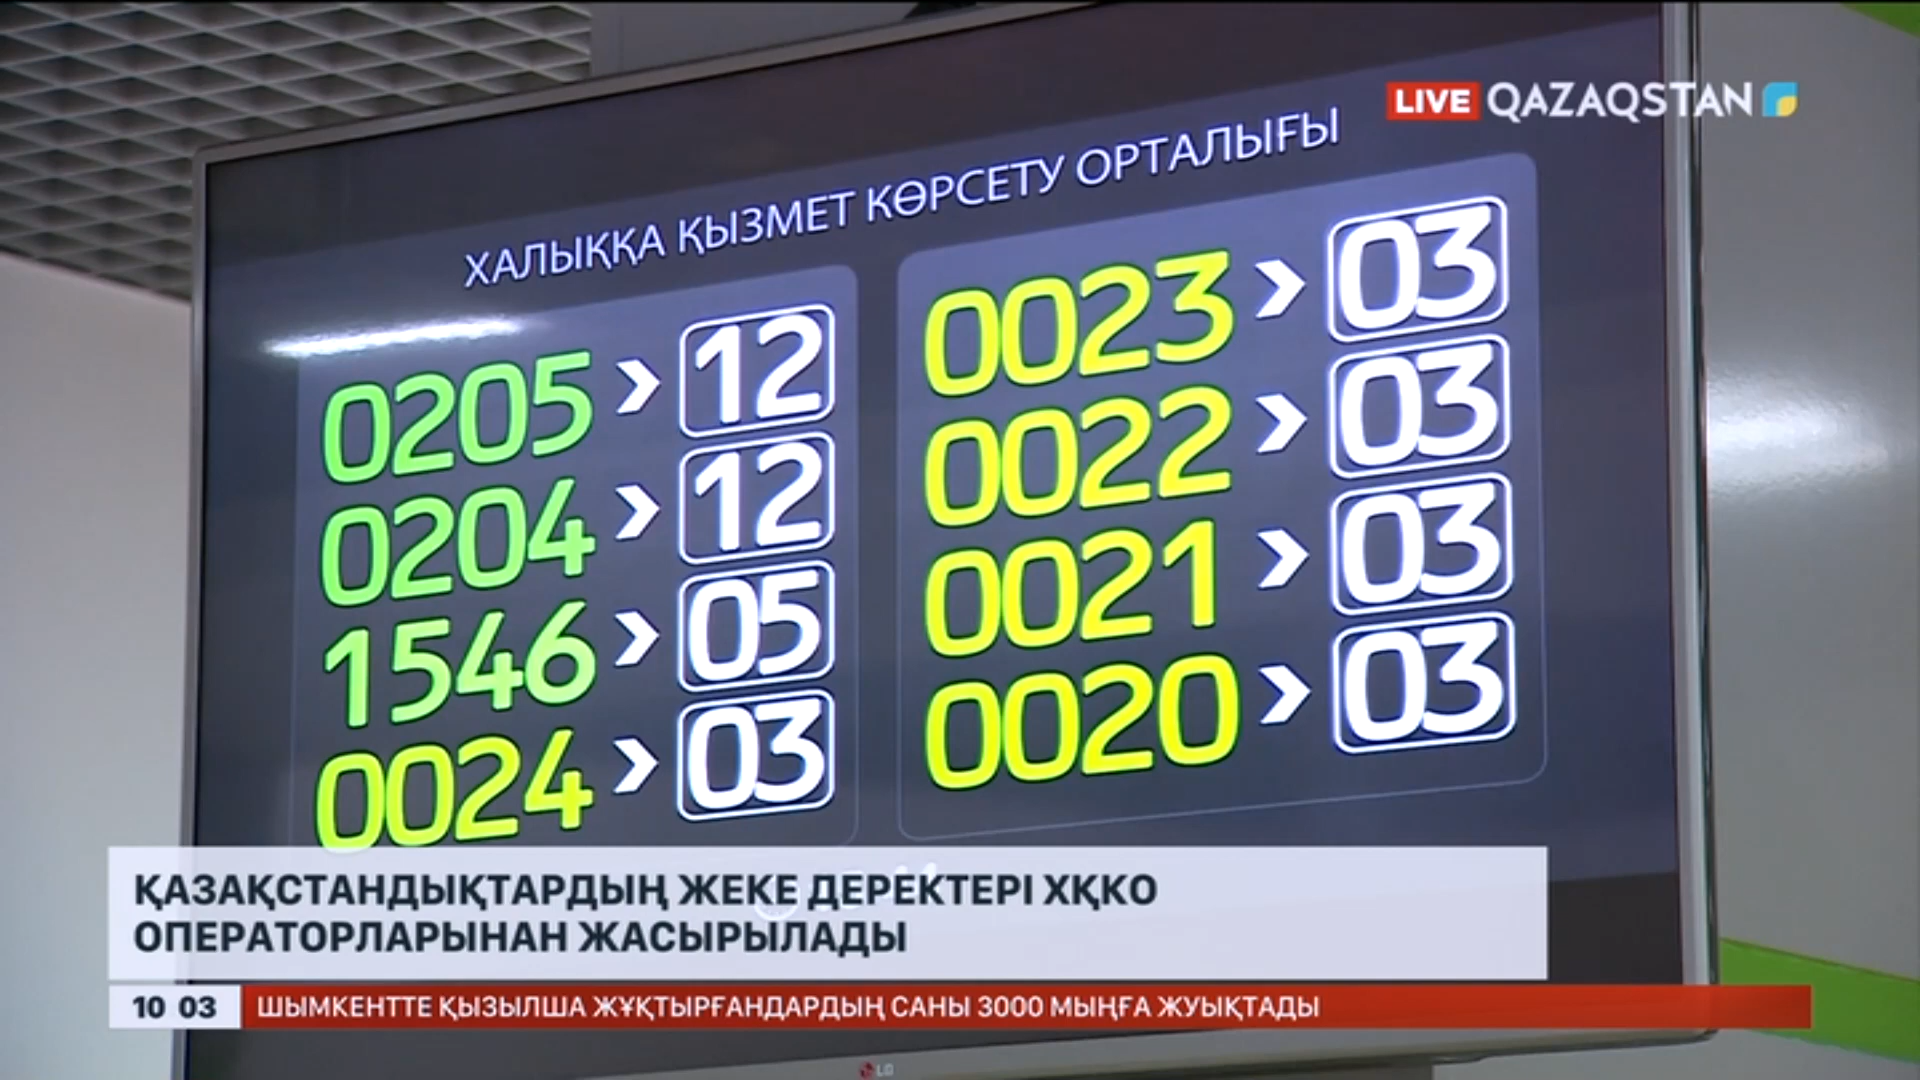 LIVE QAZAQSTAN
ХАЛЫҚҚА ҚЫЗМЕТ КӨРСЕТУ ОРТАЛЫҒЫ
0205 > 12
0204 > 12
1546 > 05
0024 > 03
0023 > 03
0022 > 03
0021 > 03
0020 > 03
ҚАЗАҚСТАНДЫҚТАРДЫҢ ЖЕКЕ ДЕРЕКТЕРІ ХҚКО
ОПЕРАТОРЛАРЫНАН ЖАСЫРЫЛАДЫ
10 03 ШЫМКЕНТТЕ ҚЫЗЫЛША ЖҰҚТЫРҒАНДАРДЫҢ САНЫ 3000 МЫҢҒА ЖУЫҚТАДЫ
LG